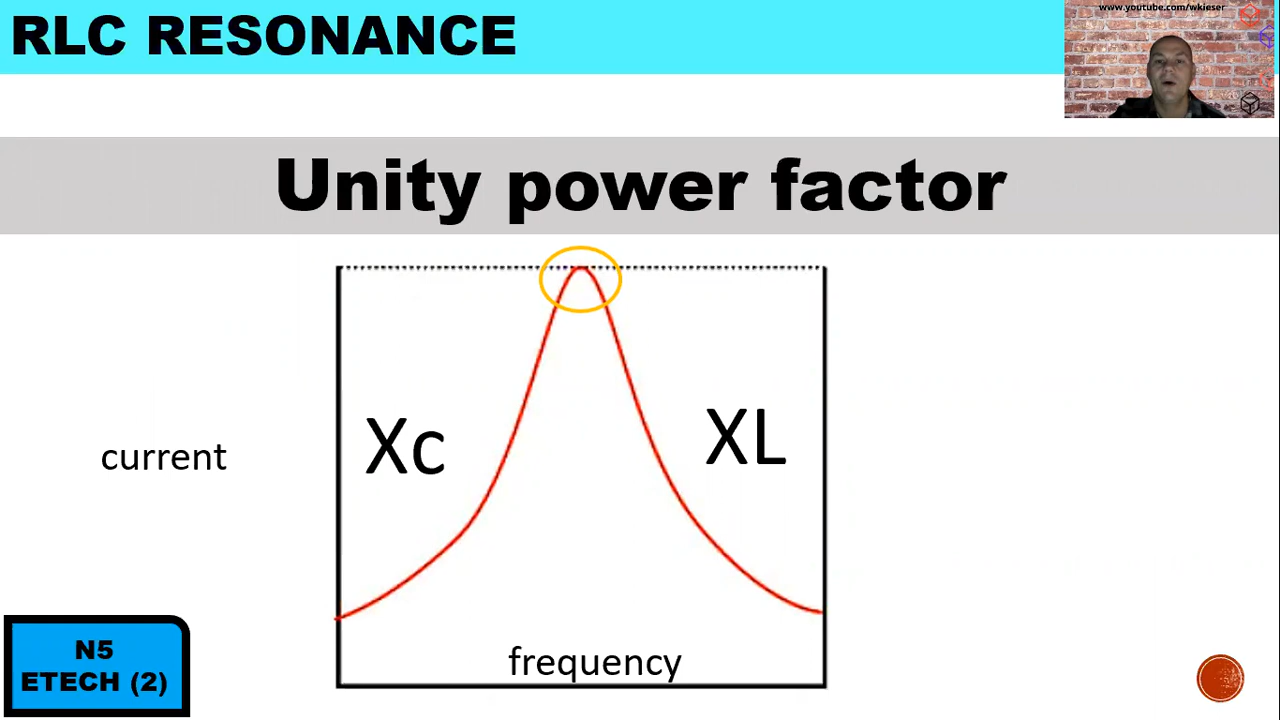 RLC RESONANCE
www.youtube.com/wkieser
Unity power factor
current
Xc
XL
frequency
N5
ETECH (2)